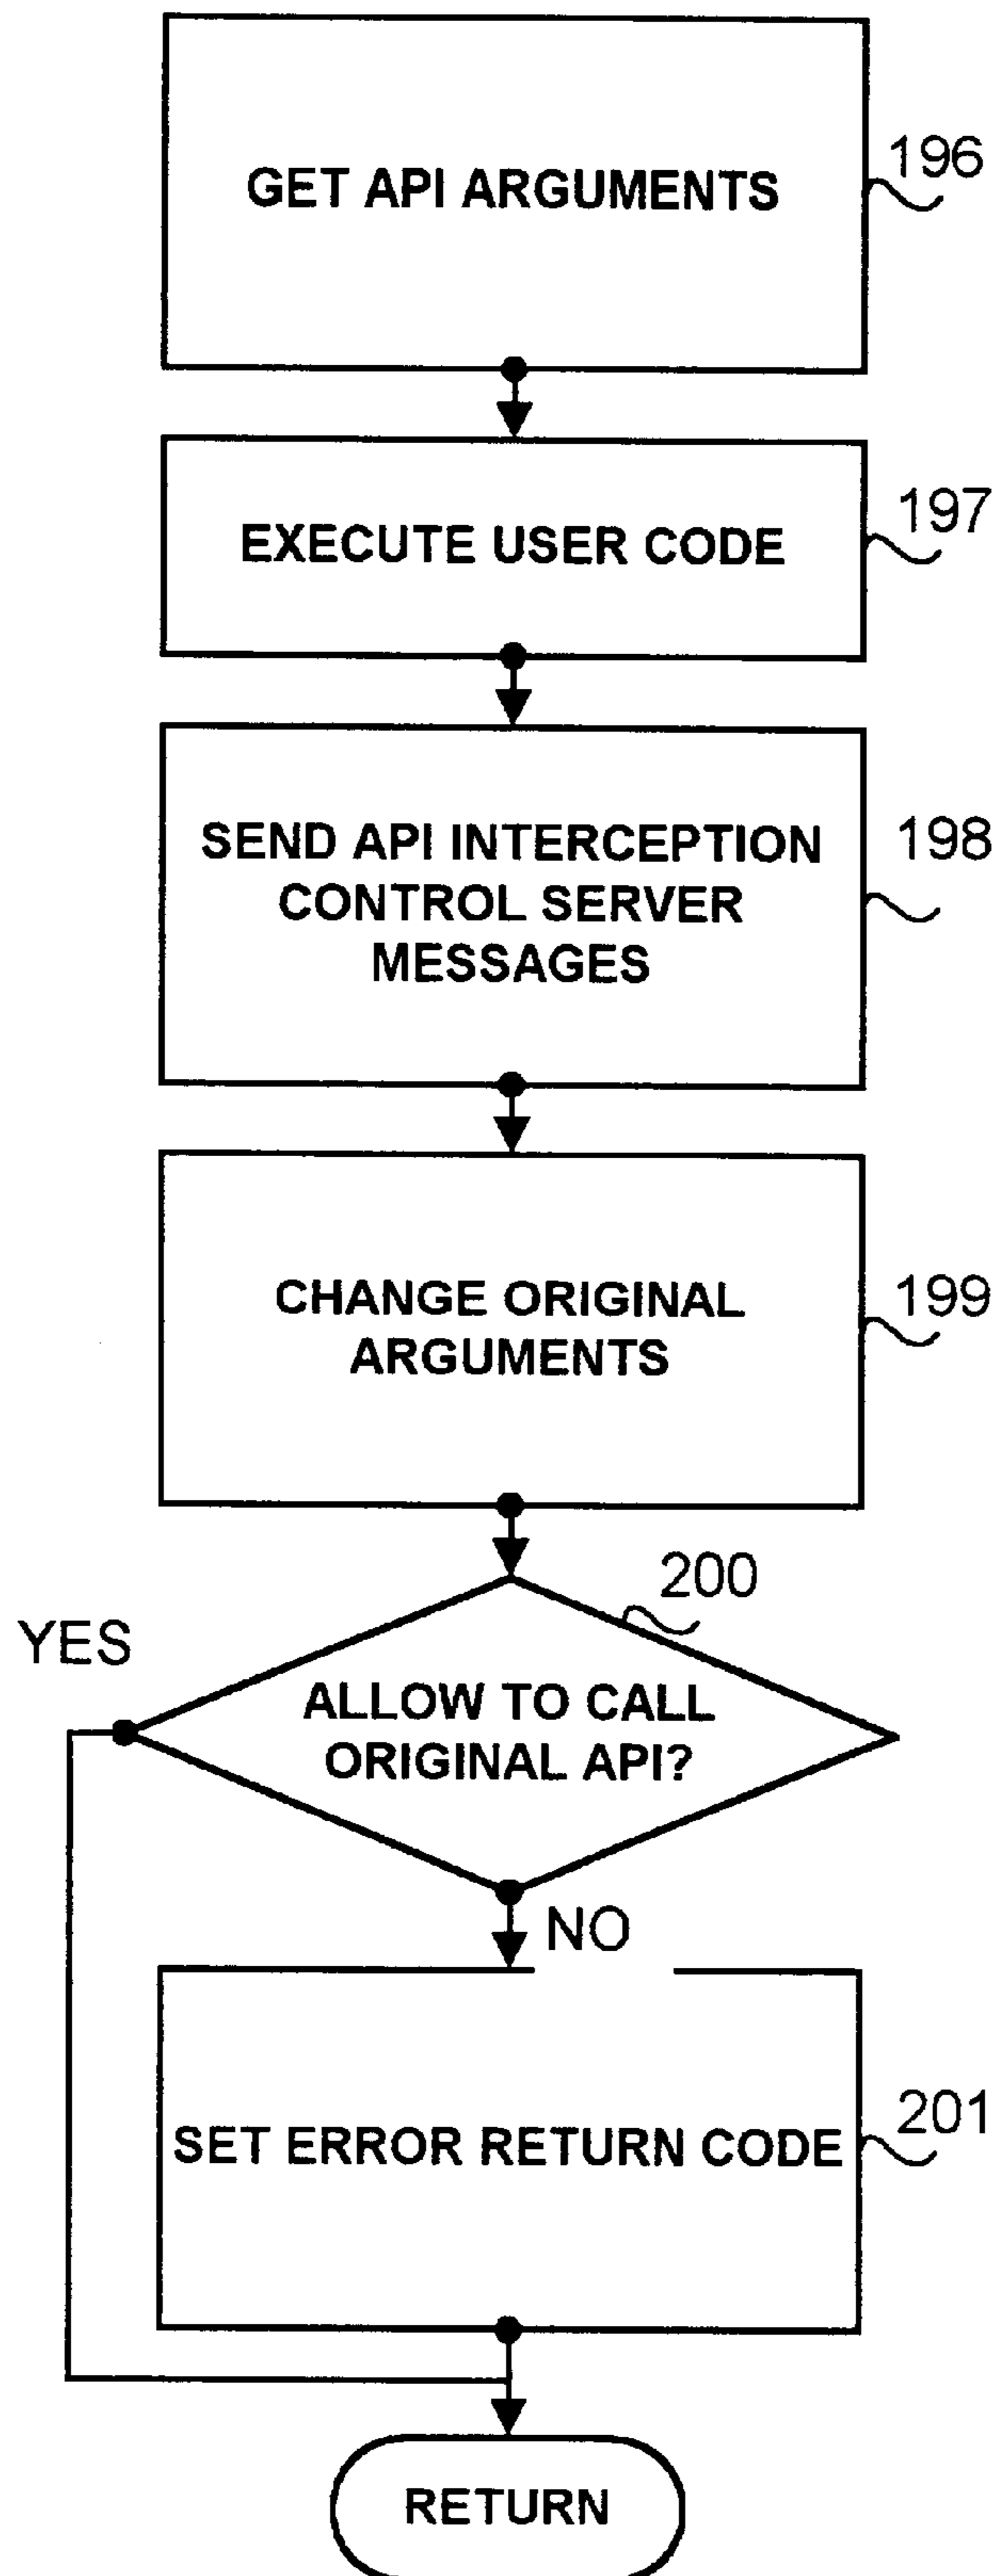 GET API ARGUMENTS
196
EXECUTE USER CODE
197
SEND API INTERCEPTION
CONTROL SERVER
MESSAGES
198
CHANGE ORIGINAL
ARGUMENTS
199
200
YES
ALLOW TO CALL
ORIGINAL API?
NO
SET ERROR RETURN CODE
201
RETURN